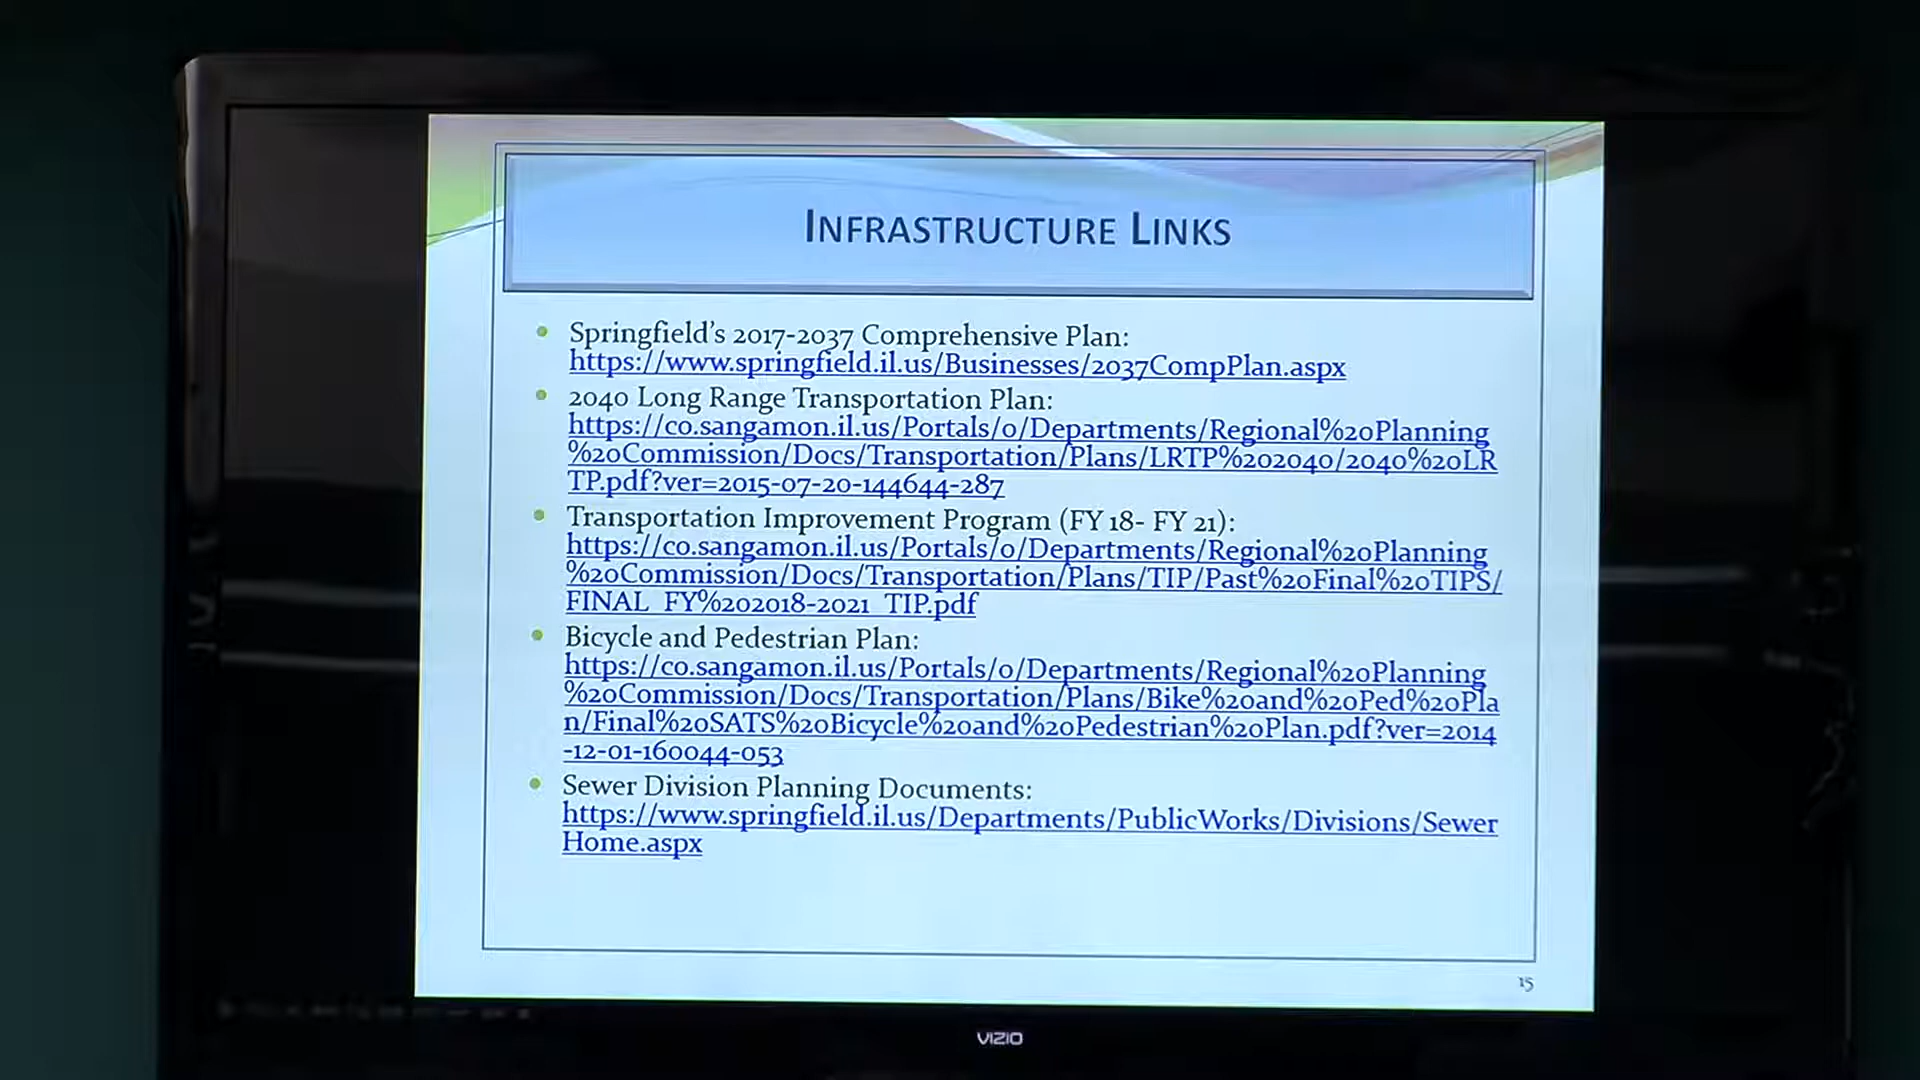 INFRASTRUCTURE LINKS
• Springfield's 2017-2037 Comprehensive Plan:
https://www.springfield.il.us/Businesses/2037CompPlan.aspx
• 2040 Long Range Transportation Plan:
https://co.sangamon.il.us/Portals/0/Departments/Regional%20Planning
%20Commission/Docs/Transportation/Plans/LRTP%202040/2040%20LR
TP.pdf?ver=2015-07-20-144644-287
• Transportation Improvement Program (FY 18- FY 21):
https://co.sangamon.il.us/Portals/0/Departments/Regional%20Planning
%20Commission/Docs/Transportation/Plans/TIP/Past%20Final%20TIPS/
FINAL_FY%202018-2021_TIP.pdf
• Bicycle and Pedestrian Plan:
https://co.sangamon.il.us/Portals/0/Departments/Regional%20Planning
%20Commission/Docs/Transportation/Plans/Bike%20and%20Ped%20Pla
n/Final%20SATS%20Bicycle%20and%20Pedestrian%20Plan.pdf?ver=2014
-12-01-160044-053
• Sewer Division Planning Documents:
https://www.springfield.il.us/Departments/PublicWorks/Divisions/Sewer
Home.aspx
15
VIZIO